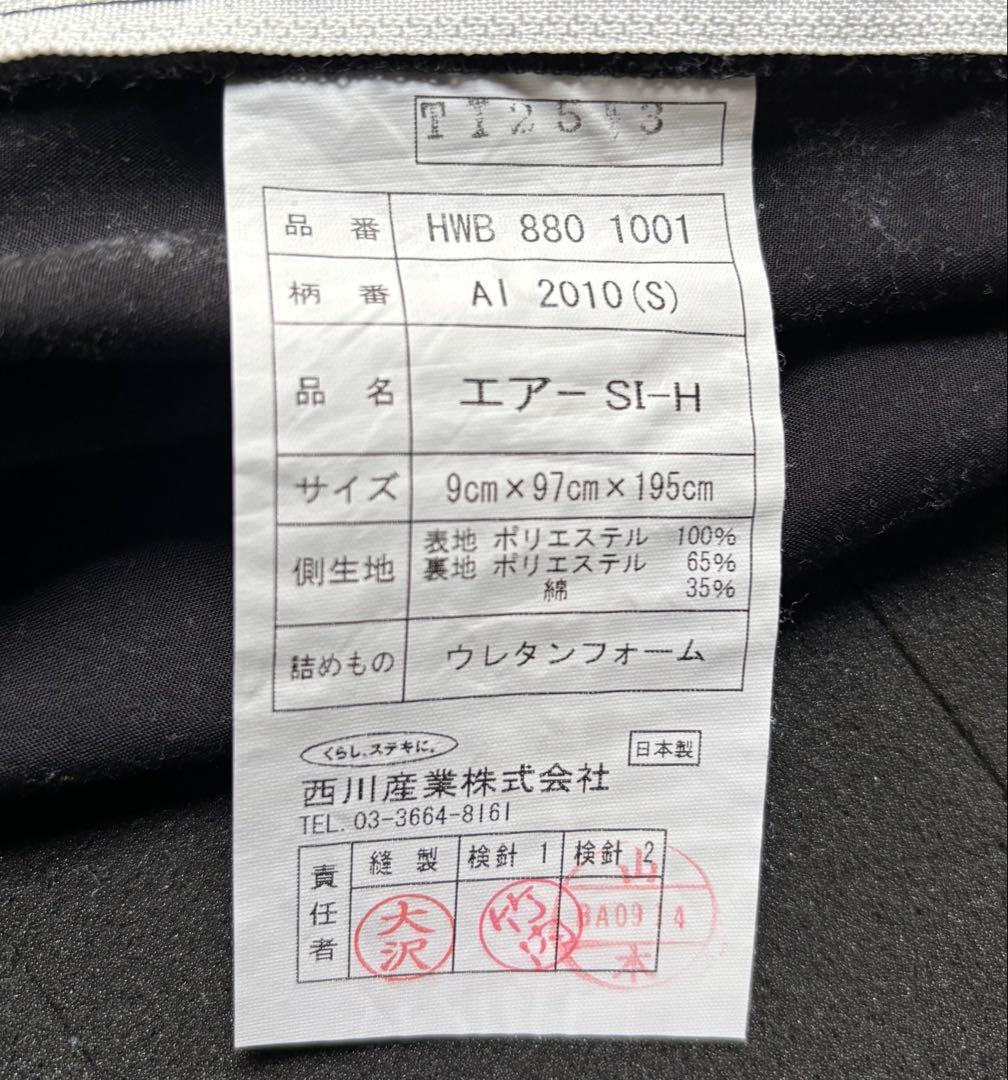 品番 HWB 880 1001
柄番 AI 2010(S)
品名 エアーSI-H
サイズ 9cm×97cm×195cm
側生地 表地 ポリエステル 100%
裏地 ポリエステル 65%
綿 35%
詰めもの ウレタンフォーム
くらし、ステキに。
日本製
西川産業株式会社
TEL. 03-3664-8161
責任者 縫製 検針 1 検針 2
大沢
山本